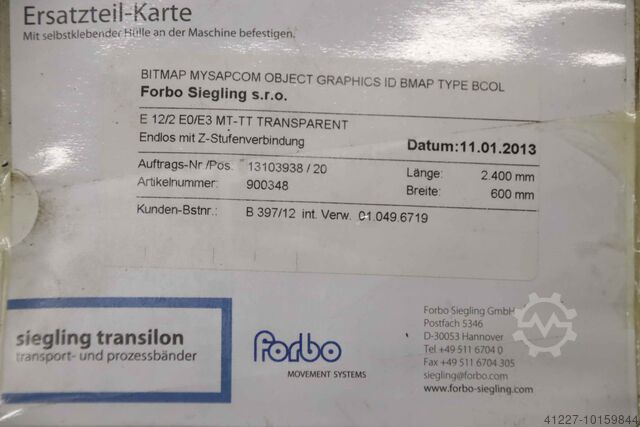 Ersatzteil-Karte
Mit selbstklebender Hülle an der Maschine befestigen.
BITMAP MYSAPCOM OBJECT GRAPHICS ID BMAP TYPE BCOL
Forbo Siegling s.r.o.
E 12/2 E0/E3 MT-TT TRANSPARENT
Endlos mit Z-Stufenverbindung Datum:11.01.2013
Auftrags-Nr /Pos. 13103938 / 20 Länge: 2.400 mm
Artikelnummer: 900348 Breite: 600 mm
Kunden-Bstnr.: B 397/12 int. Verw. 01.049.6719
siegling transilon
transport- und prozessbänder
Forbo
MOVEMENT SYSTEMS
Forbo Siegling GmbH
Postfach 5346
D-30053 Hannover
Tel +49 511 6704 0
Fax +49 511 6704 305
siegling@forbo.com
www.forbo-siegling.com
41227-10159844